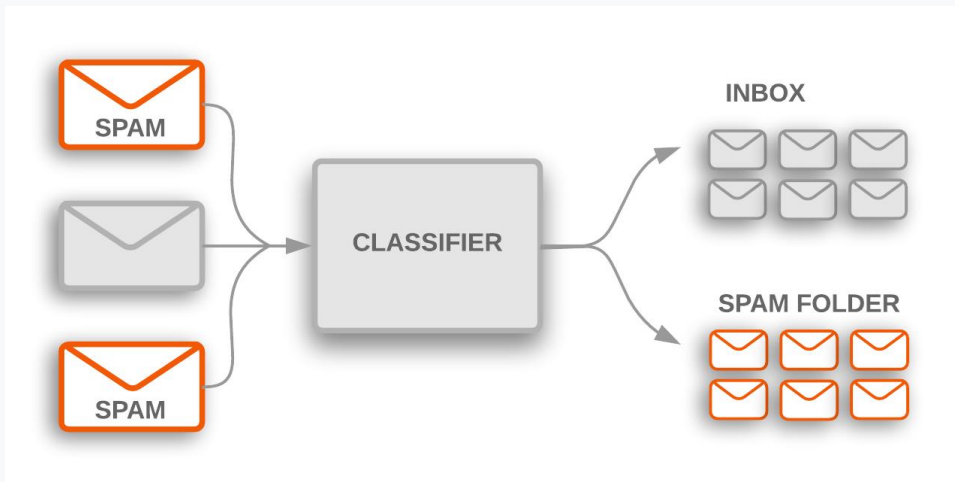 SPAM
SPAM
CLASSIFIER
INBOX
SPAM FOLDER